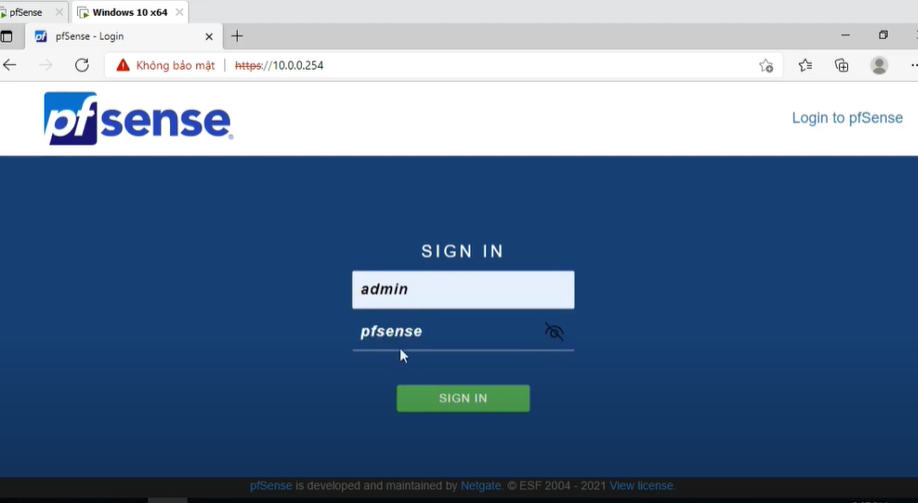 pfSense
Windows 10 x64
pfSense - Login
Không bảo mật
https://10.0.0.254
pfsense
Login to pfSense
SIGN IN
admin
pfsense
SIGN IN
pfSense is developed and maintained by Netgate. © ESF 2004 - 2021 View license.